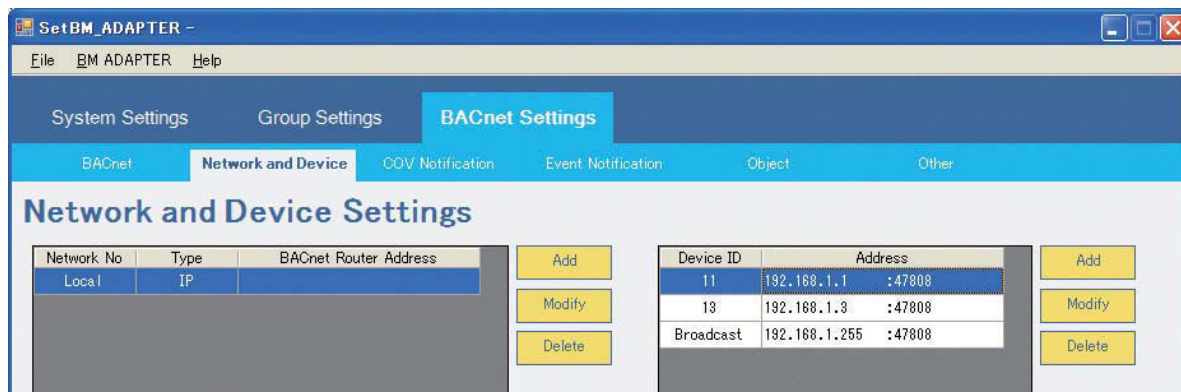 SetBM_ADAPTER -
File BM ADAPTER Help
System Settings Group Settings BACnet Settings
BACnet Network and Device COV Notification Event Notification Object Other
Network and Device Settings
Network No Type BACnet Router Address
Local IP
Add
Modify
Delete
Device ID Address
11 192.168.1.1 :47808
13 192.168.1.3 :47808
Broadcast 192.168.1.255 :47808
Add
Modify
Delete